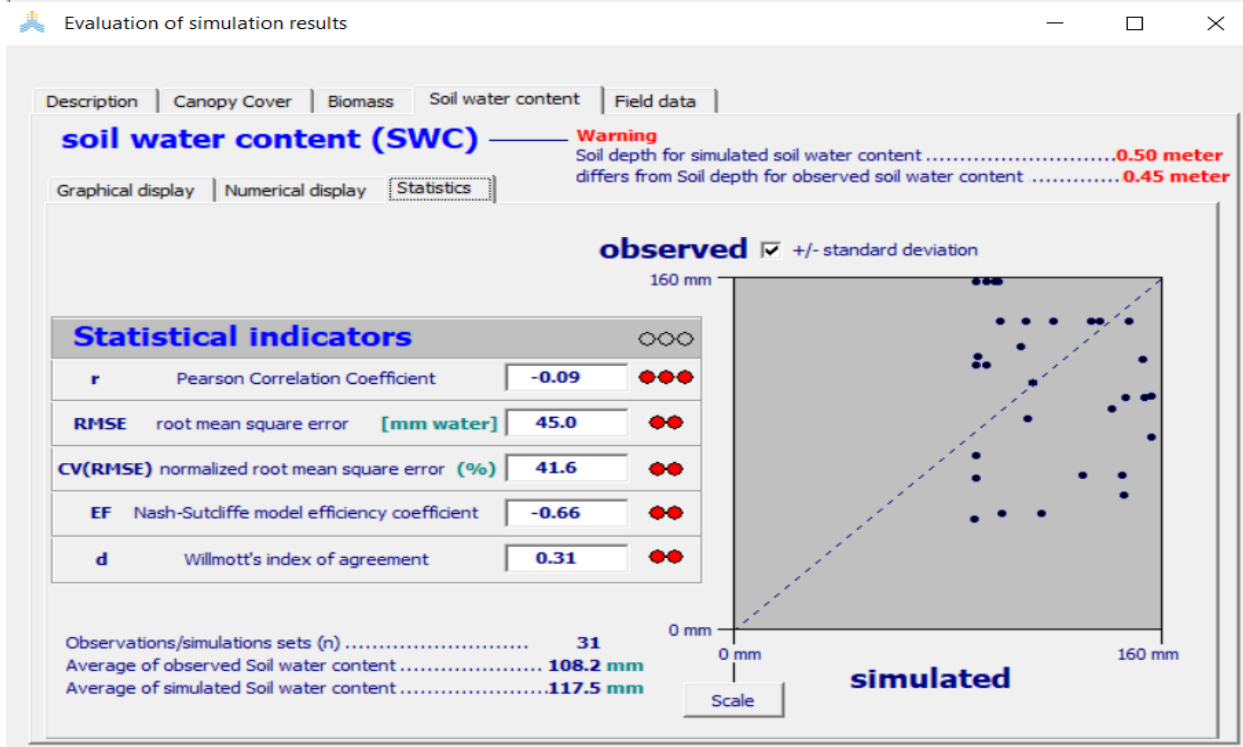 Evaluation of simulation results
Description Canopy Cover Biomass Soil water content Field data
soil water content (SWC)
Warning
Soil depth for simulated soil water content ............................0.50 meter
differs from Soil depth for observed soil water content .............0.45 meter
Graphical display Numerical display Statistics
observed +/- standard deviation
160 mm
Statistical indicators
r Pearson Correlation Coefficient -0.09
RMSE root mean square error [mm water] 45.0
CV(RMSE) normalized root mean square error (%) 41.6
EF Nash-Sutcliffe model efficiency coefficient -0.66
d Willmott's index of agreement 0.31
0 mm
0 mm 160 mm
simulated
Scale
Observations/simulations sets (n) ........................... 31
Average of observed Soil water content ..................... 108.2 mm
Average of simulated Soil water content .....................117.5 mm